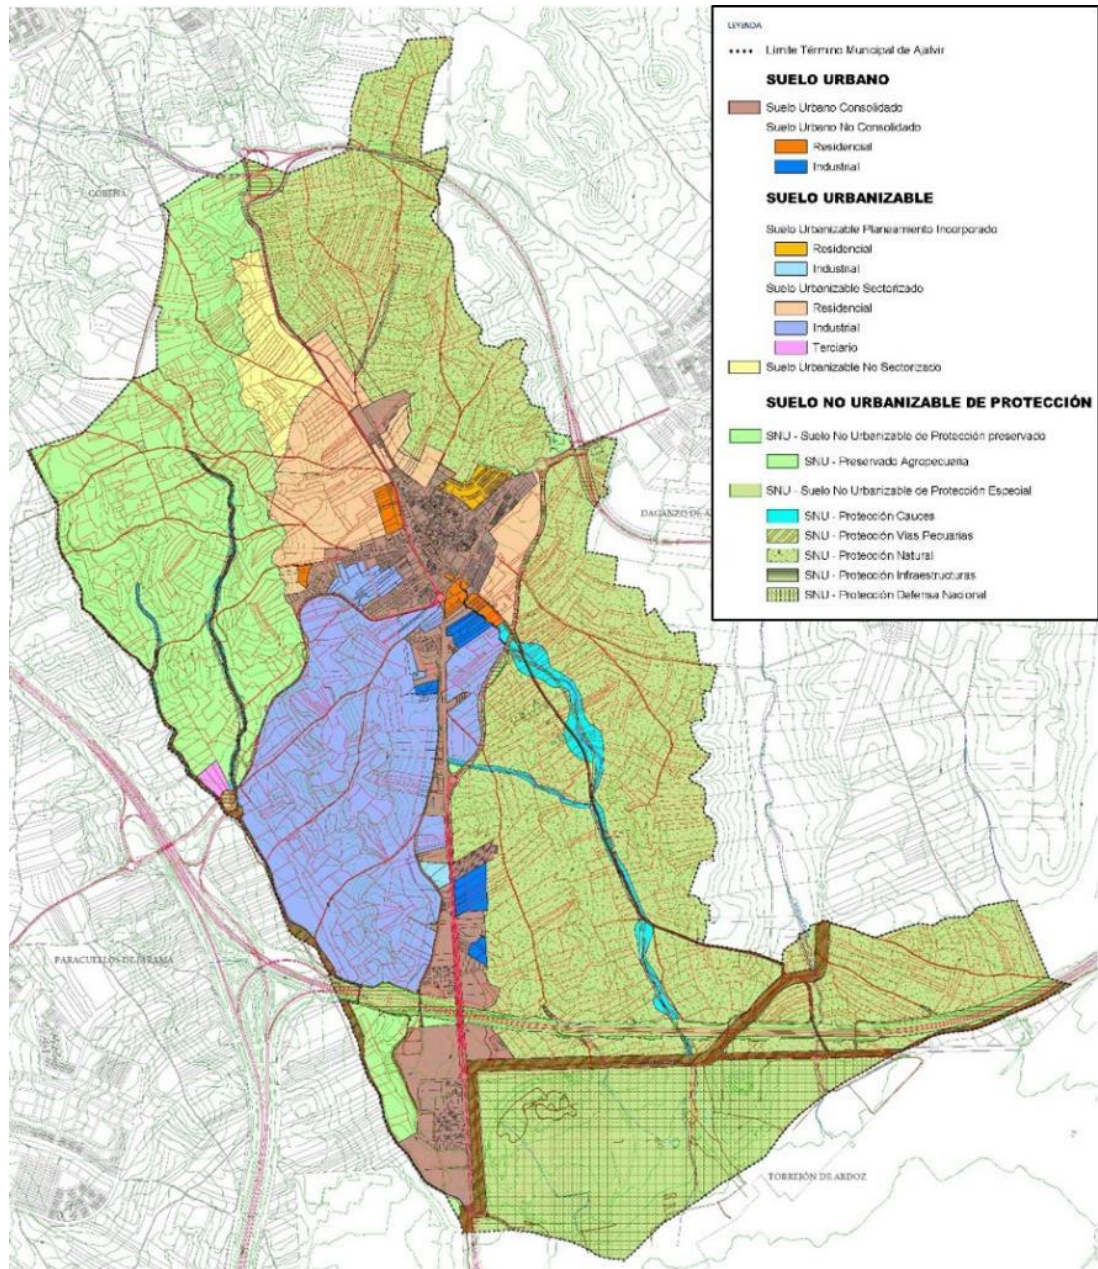 LEYENDA
Limite Término Municipal de Ajalvir
SUELO URBANO
Suelo Urbano Consolidado
Suelo Urbano No Consolidado
Residencial
Industrial
SUELO URBANIZABLE
Suelo Urbanizable Planeamiento Incorporado
Residencial
Industrial
Suelo Urbanizable Sectorizado
Residencial
Industrial
Terciario
Suelo Urbanizable No Sectorizado
SUELO NO URBANIZABLE DE PROTECCIÓN
SNU - Suelo No Urbanizable de Protección preservado
SNU - Preservado Agropecuaria
SNU - Suelo No Urbanizable de Protección Especial
SNU - Protección Cauces
SNU - Protección Vías Pecuarias
SNU - Protección Natural
SNU - Protección Infraestructuras
SNU - Protección Defensa Nacional
COBEÑA
DAGANZO DE A
PARACUELLOS DE JARAMA
TORREJÓN DE ARDOZ